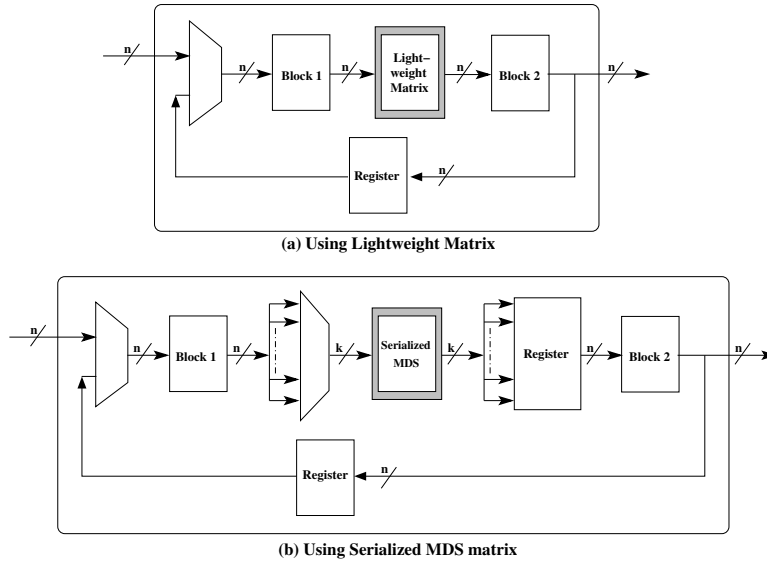 n
n
Block 1
n
Light-
weight
Matrix
n
Block 2
n
Register
n
(a) Using Lightweight Matrix
n
n
Block 1
n
k
Serialized
MDS
k
Register
n
Block 2
n
Register
n
(b) Using Serialized MDS matrix